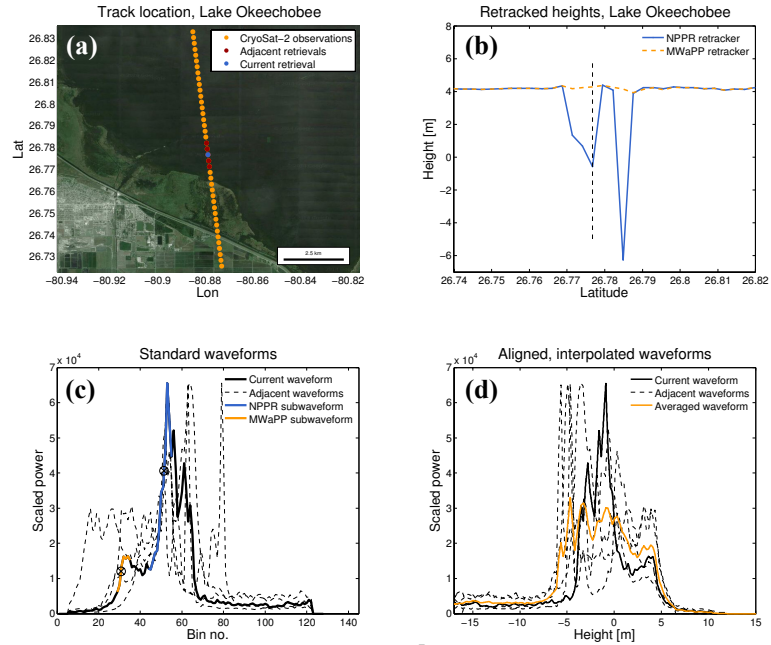 Track location, Lake Okeechobee
(a)
CryoSat-2 observations
Adjacent retrievals
Current retrieval
26.83
26.82
26.81
26.8
26.79
26.78
26.77
26.76
26.75
26.74
26.73
Lat
2.5 km
−80.94 −80.92 −80.9 −80.88 −80.86 −80.84 −80.82
Lon
Retracked heights, Lake Okeechobee
(b)
NPPR retracker
MWaPP retracker
8
6
4
2
0
−2
−4
−6
Height [m]
26.74 26.75 26.76 26.77 26.78 26.79 26.8 26.81 26.82
Latitude
Standard waveforms
7 x 10^4
(c)
Current waveform
Adjacent waveforms
NPPR subwaveform
MWaPP subwaveform
6
5
4
3
2
1
0
Scaled power
0 20 40 60 80 100 120 140
Bin no.
Aligned, interpolated waveforms
7 x 10^4
(d)
Current waveform
Adjacent waveforms
Averaged waveform
6
5
4
3
2
1
0
Scaled power
−15 −10 −5 0 5 10 15
Height [m]